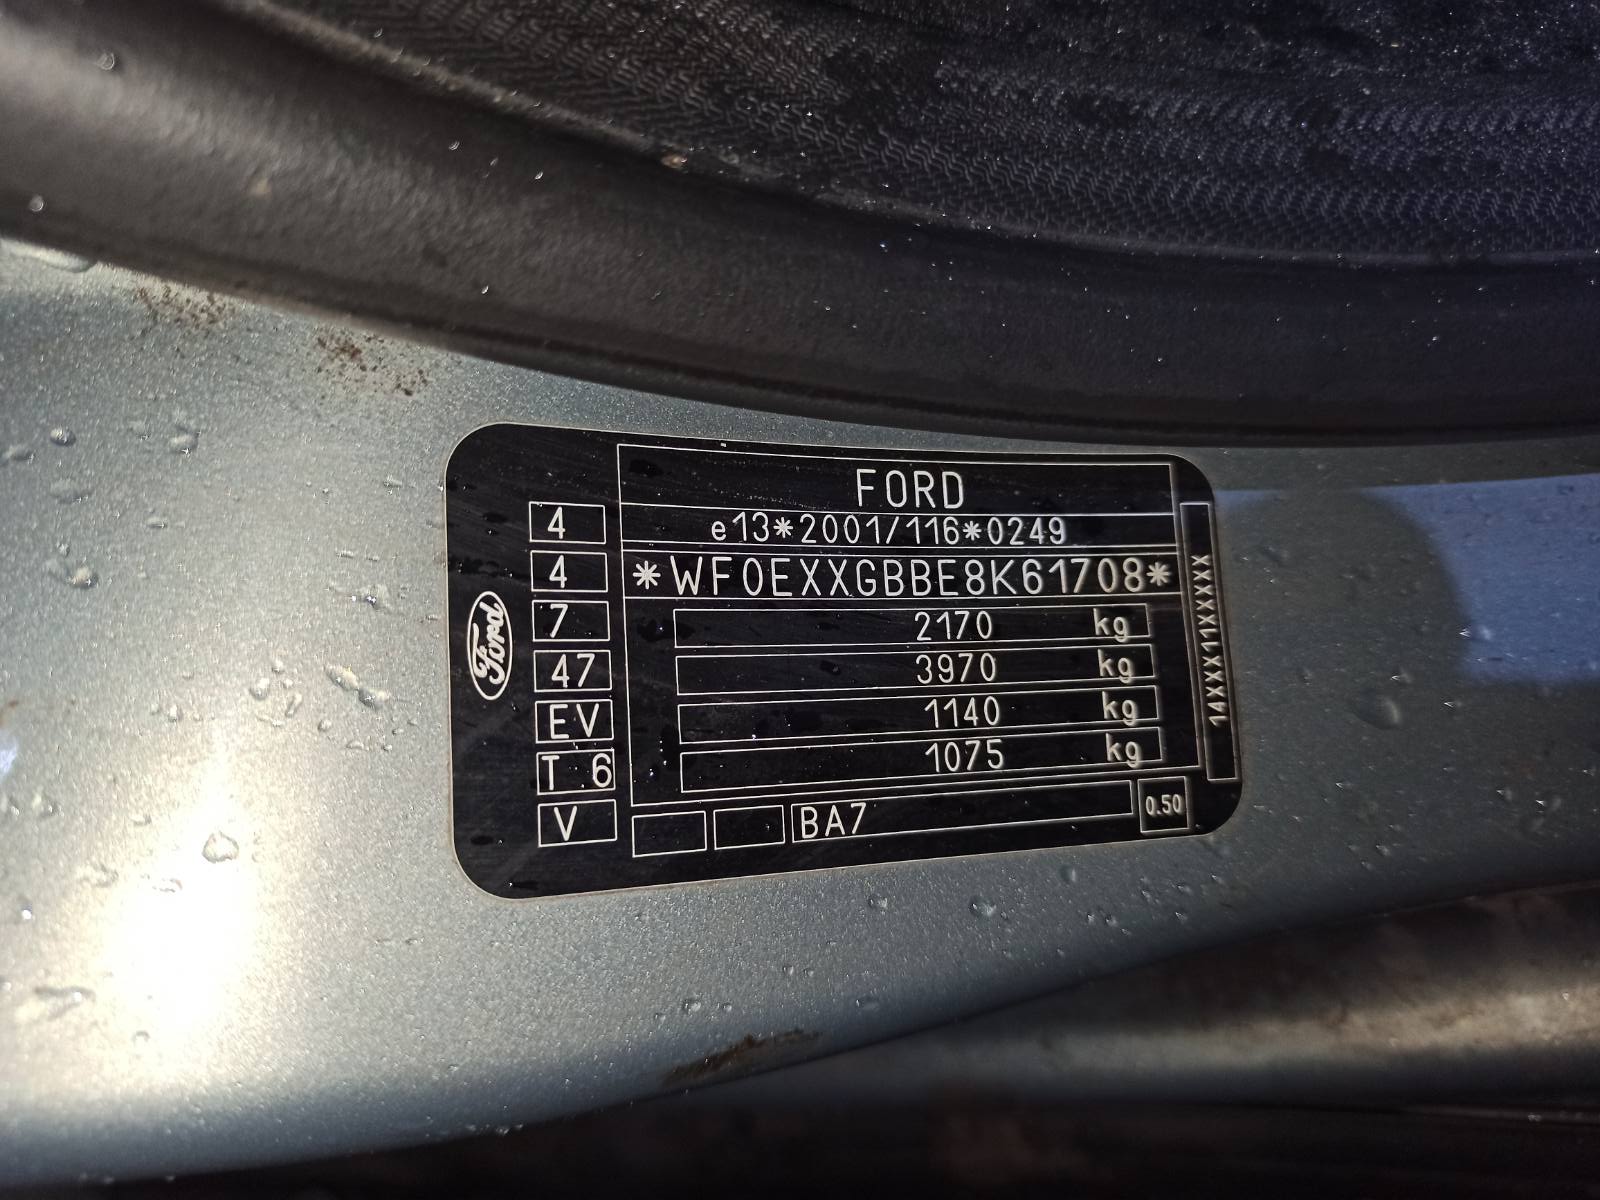 FORD
e13*2001/116*0249
*WF0EXXGBBE8K61708*
2170 kg
3970 kg
1140 kg
1075 kg
BA7
0.50
14XXX11XXXXX
4
4
7
47
EV
T 6
V
Ford